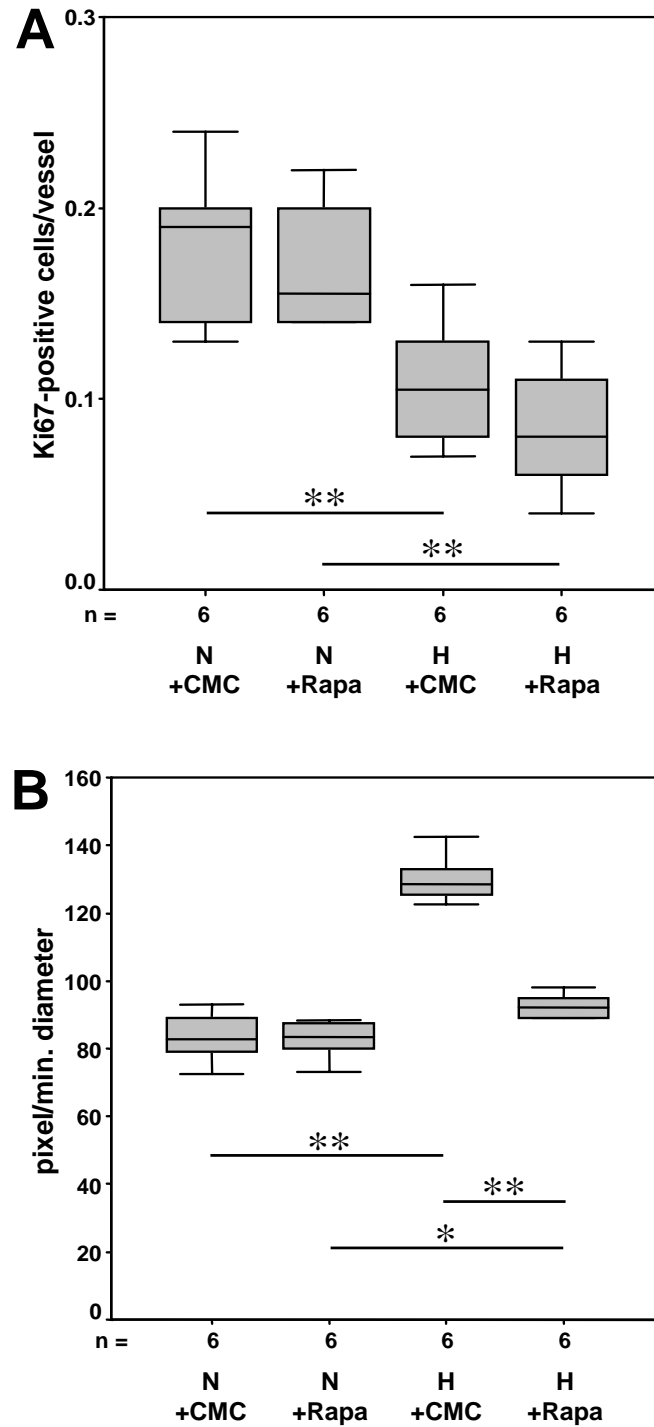 A
0.3
0.2
0.1
0.0
Ki67-positive cells/vessel
**
**
n = 6 6 6 6
N N H H
+CMC +Rapa +CMC +Rapa
B
160
140
120
100
80
60
40
20
0
pixel/min. diameter
**
**
*
n = 6 6 6 6
N N H H
+CMC +Rapa +CMC +Rapa